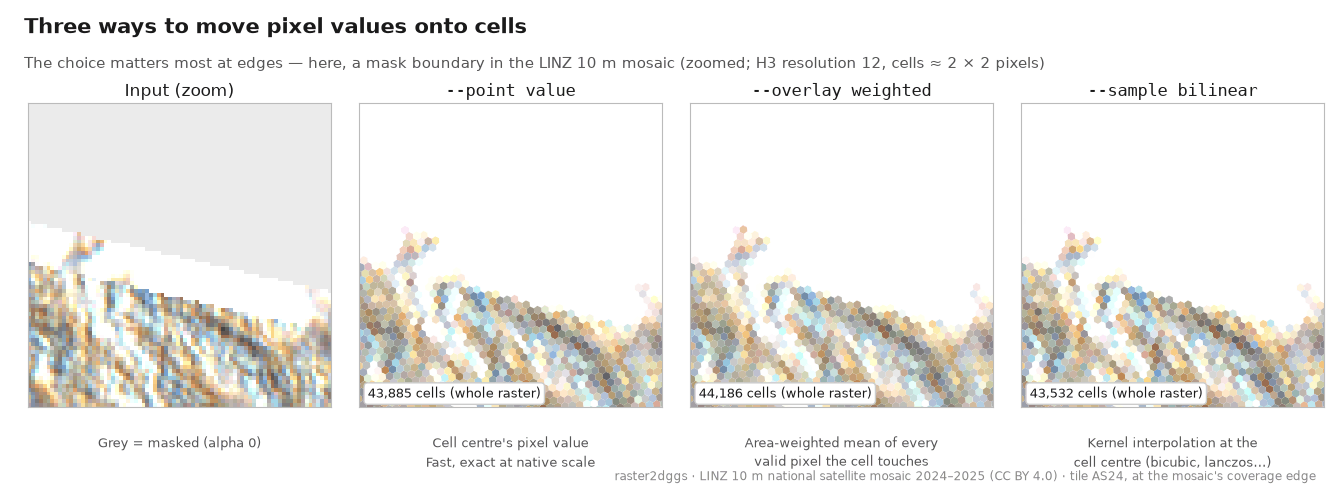 Three ways to move pixel values onto cells
The choice matters most at edges — here, a mask boundary in the LINZ 10 m mosaic (zoomed; H3 resolution 12, cells ≈ 2 × 2 pixels)
Input (zoom)
--point value
--overlay weighted
--sample bilinear
43,885 cells (whole raster)
44,186 cells (whole raster)
43,532 cells (whole raster)
Grey = masked (alpha 0)
Cell centre's pixel value
Fast, exact at native scale
Area-weighted mean of every
valid pixel the cell touches
Kernel interpolation at the
cell centre (bicubic, lanczos…)
raster2dggs · LINZ 10 m national satellite mosaic 2024–2025 (CC BY 4.0) · tile AS24, at the mosaic's coverage edge